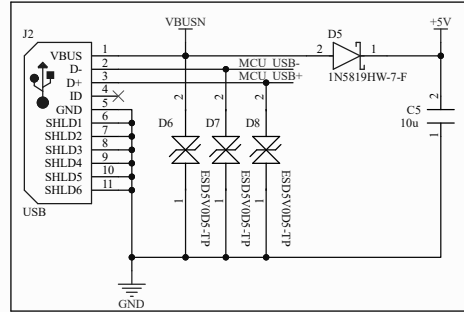 VBUSN
D5
+5V
J2
VBUS 1
D- 2
D+ 3
ID 4
GND 5
SHLD1 6
SHLD2 7
SHLD3 8
SHLD4 9
SHLD5 10
SHLD6 11
USB
MCU_USB-
MCU_USB+
2 1
1N5819HW-7-F
2 2 2
D6 D7 D8
1 1 1
ESD5V0D5-TP
ESD5V0D5-TP
ESD5V0D5-TP
2
C5
10u
1
GND